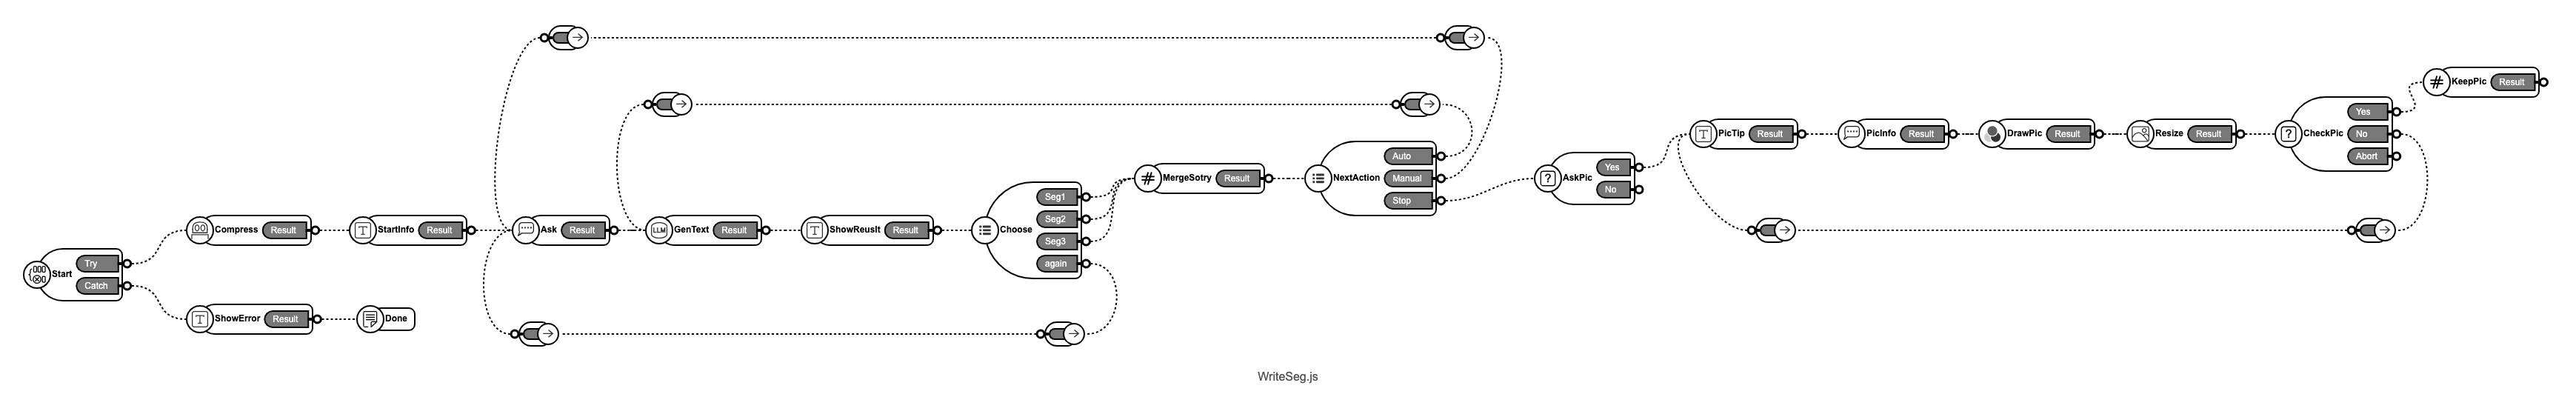 Start
Try
Catch
Compress
Result
StartInfo
Result
ShowError
Result
Done
Ask
Result
LLM
GenText
Result
ShowReuslt
Result
Choose
Seg1
Seg2
Seg3
again
#
MergeSotry
Result
NextAction
Auto
Manual
Stop
?
AskPic
Yes
No
T
PicTip
Result
PicInfo
Result
DrawPic
Result
Resize
Result
?
CheckPic
Yes
No
Abort
#
KeepPic
Result
WriteSeg.js